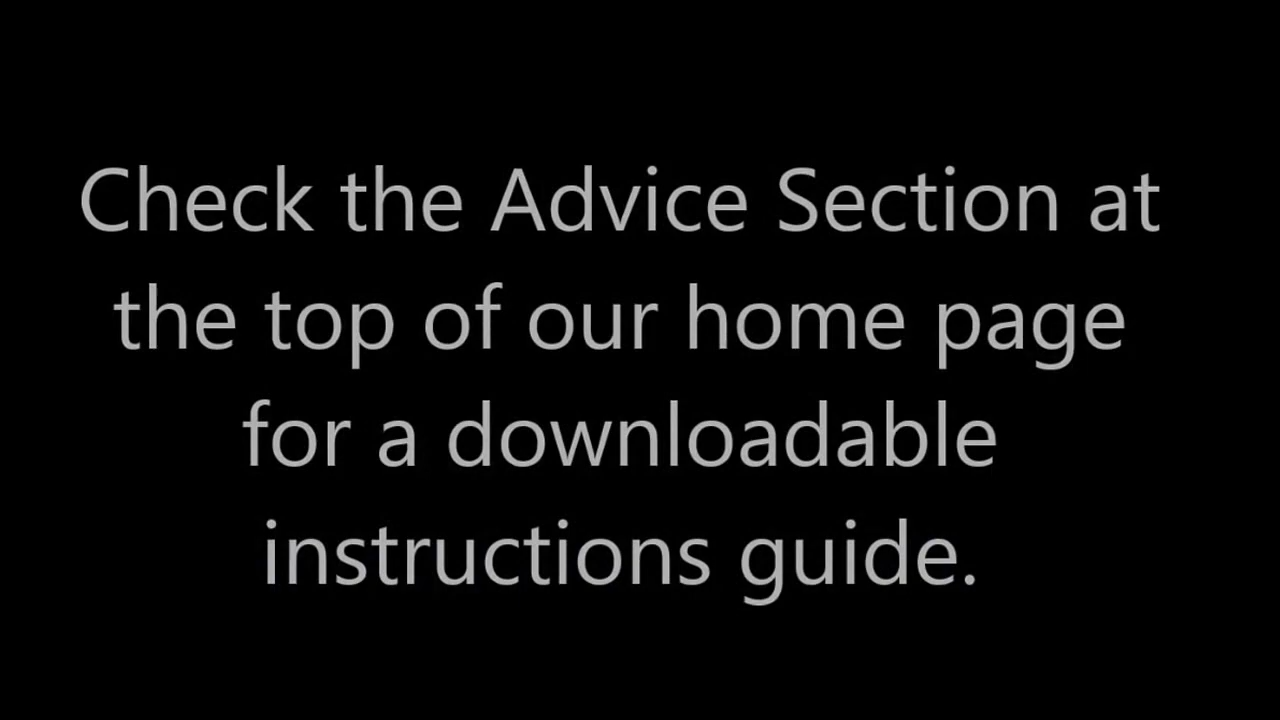 Check the Advice Section at
the top of our home page
for a downloadable
instructions guide.